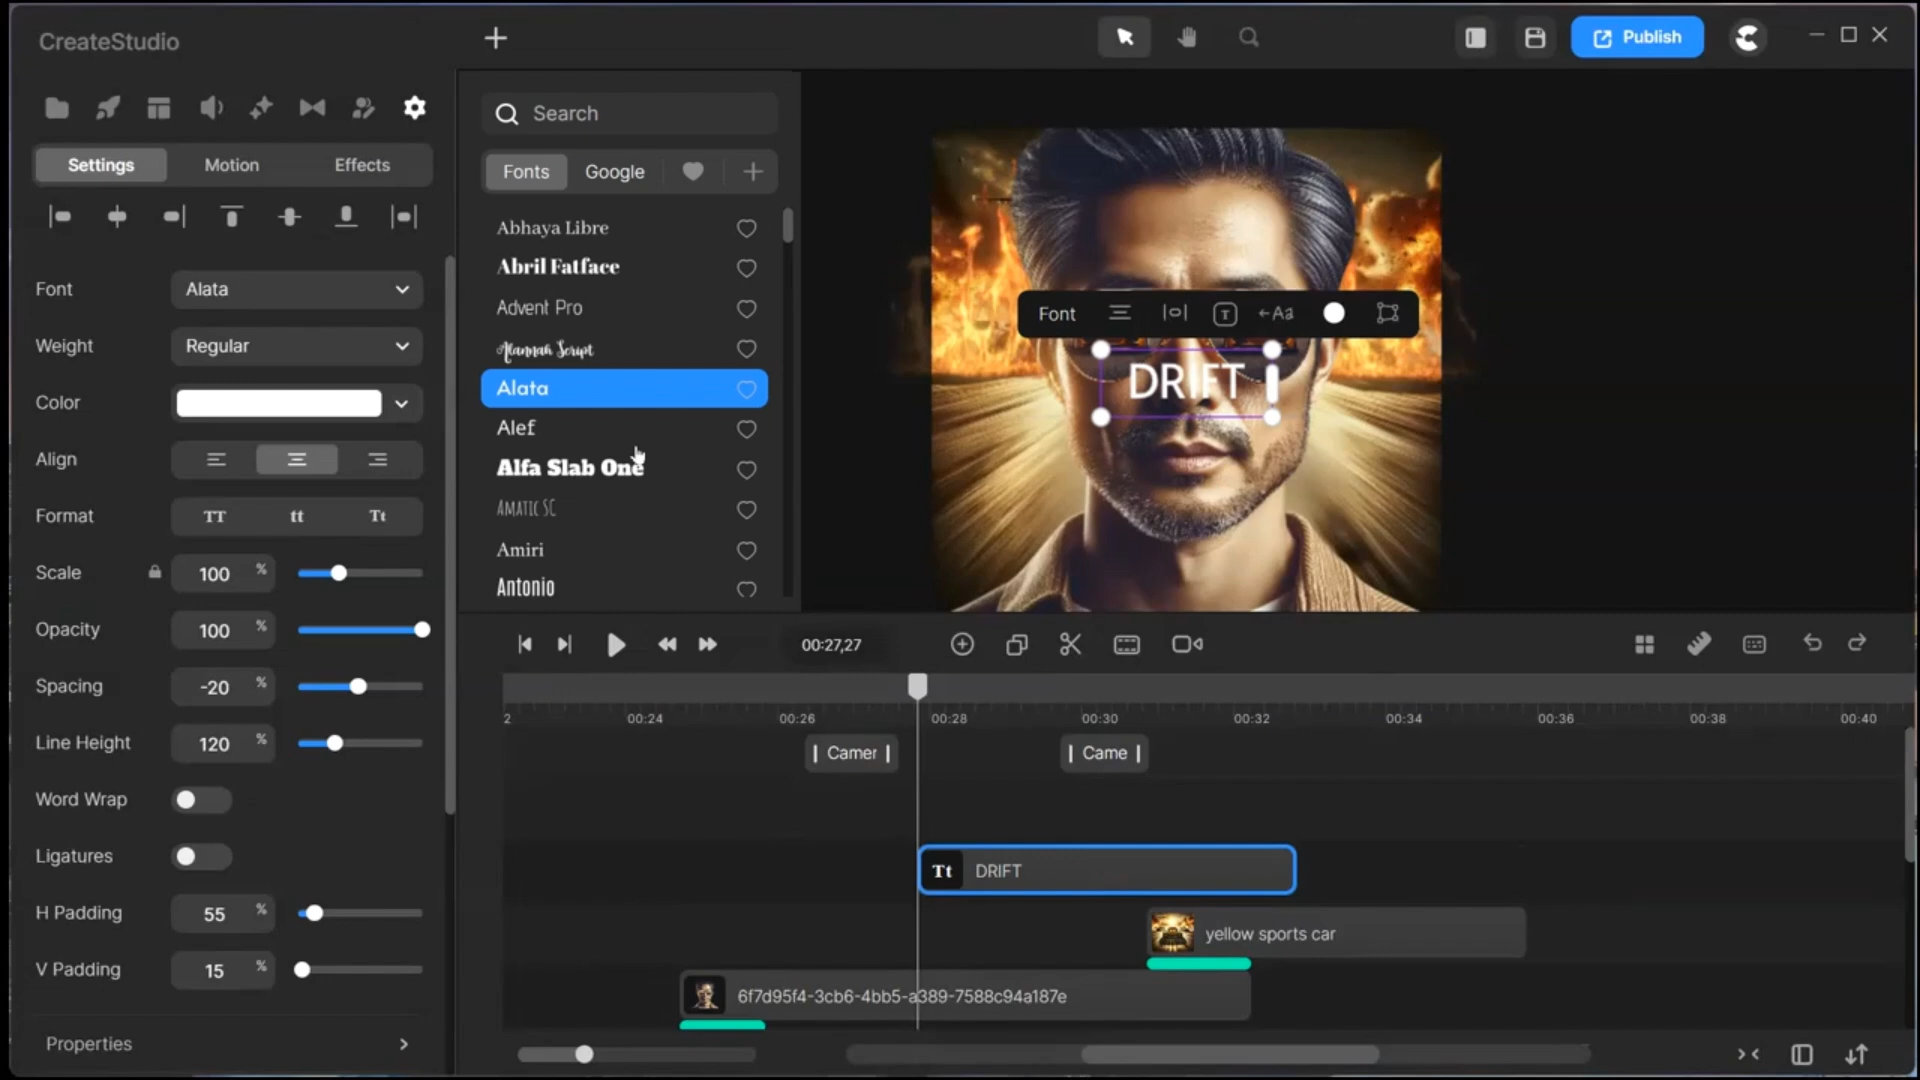 CreateStudio
Publish
Settings
Motion
Effects
Font
Alata
Weight
Regular
Color
Align
Format
TT
tt
Tt
Scale
100 %
Opacity
100 %
Spacing
-20 %
Line Height
120 %
Word Wrap
Ligatures
H Padding
55 %
V Padding
15 %
Properties
Search
Fonts
Google
Abhaya Libre
Abril Fatface
Advent Pro
Alannah Script
Alata
Alef
Alfa Slab One
Amatic SC
Amiri
Antonio
Font
T
Aa
DRIFT
00:27,27
2
00:24
00:26
00:28
00:30
00:32
00:34
00:36
00:38
00:40
Camer
Came
Tt DRIFT
yellow sports car
6f7d95f4-3cb6-4bb5-a389-7588c94a187e